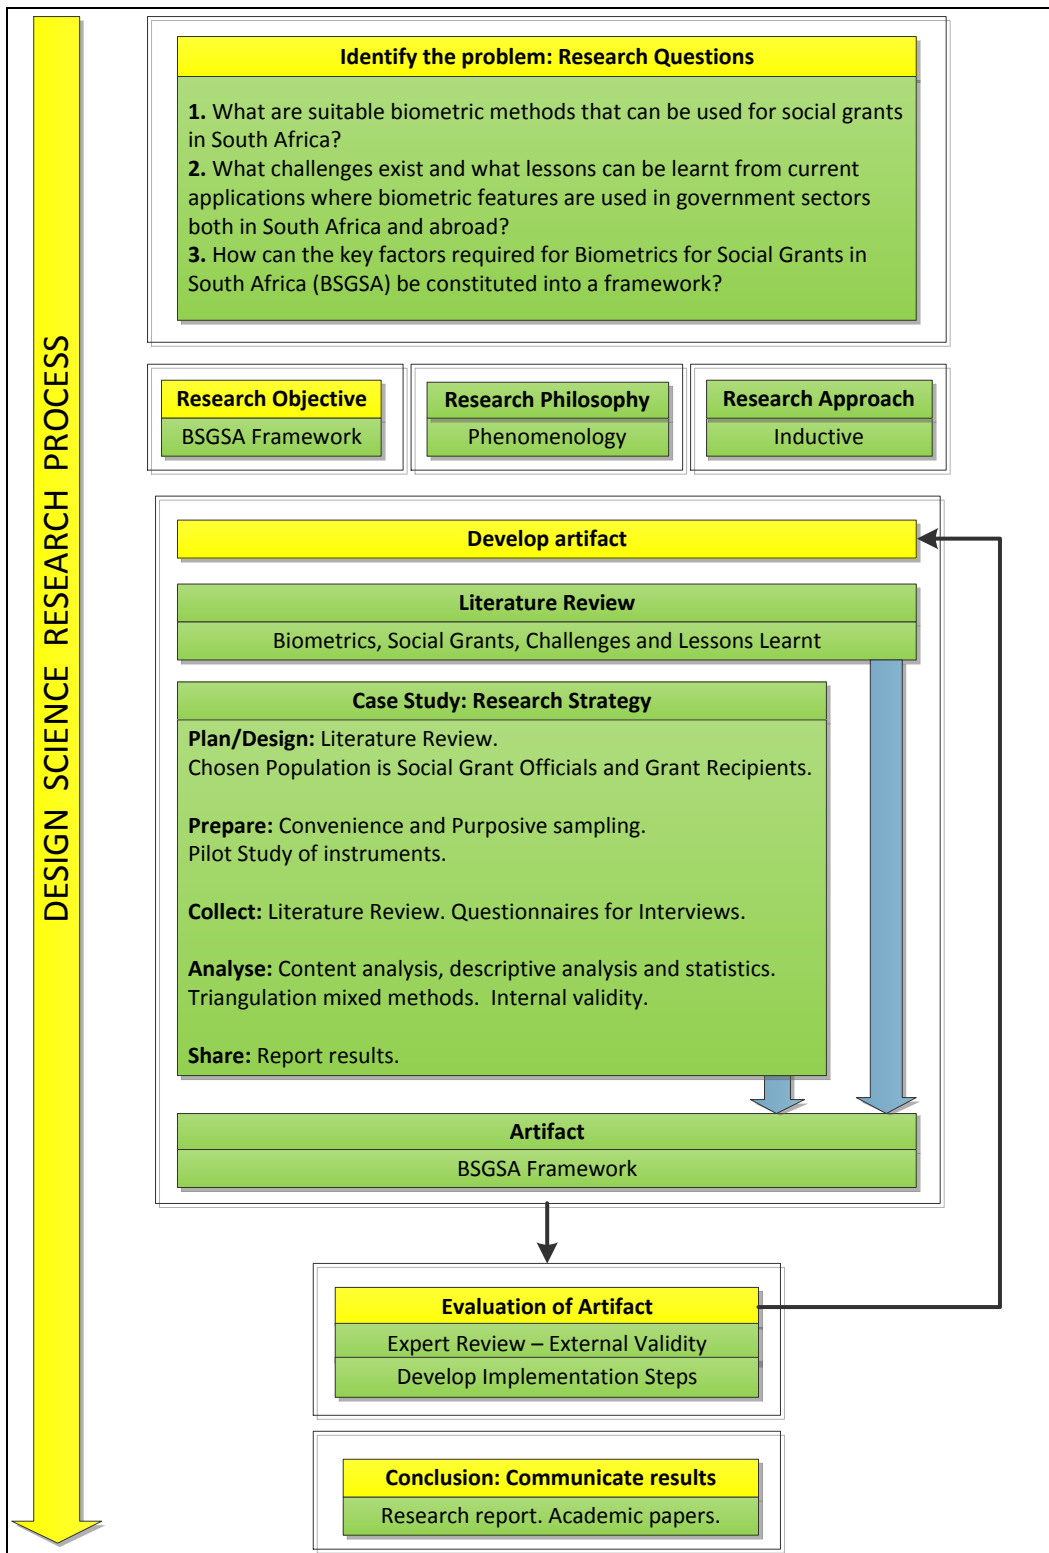 DESIGN SCIENCE RESEARCH PROCESS
Identify the problem: Research Questions
1. What are suitable biometric methods that can be used for social grants
in South Africa?
2. What challenges exist and what lessons can be learnt from current
applications where biometric features are used in government sectors
both in South Africa and abroad?
3. How can the key factors required for Biometrics for Social Grants in
South Africa (BSGSA) be constituted into a framework?
Research Objective
BSGSA Framework
Research Philosophy
Phenomenology
Research Approach
Inductive
Develop artifact
Literature Review
Biometrics, Social Grants, Challenges and Lessons Learnt
Case Study: Research Strategy
Plan/Design: Literature Review.
Chosen Population is Social Grant Officials and Grant Recipients.
Prepare: Convenience and Purposive sampling.
Pilot Study of instruments.
Collect: Literature Review. Questionnaires for Interviews.
Analyse: Content analysis, descriptive analysis and statistics.
Triangulation mixed methods.  Internal validity.
Share: Report results.
Artifact
BSGSA Framework
Evaluation of Artifact
Expert Review – External Validity
Develop Implementation Steps
Conclusion: Communicate results
Research report. Academic papers.